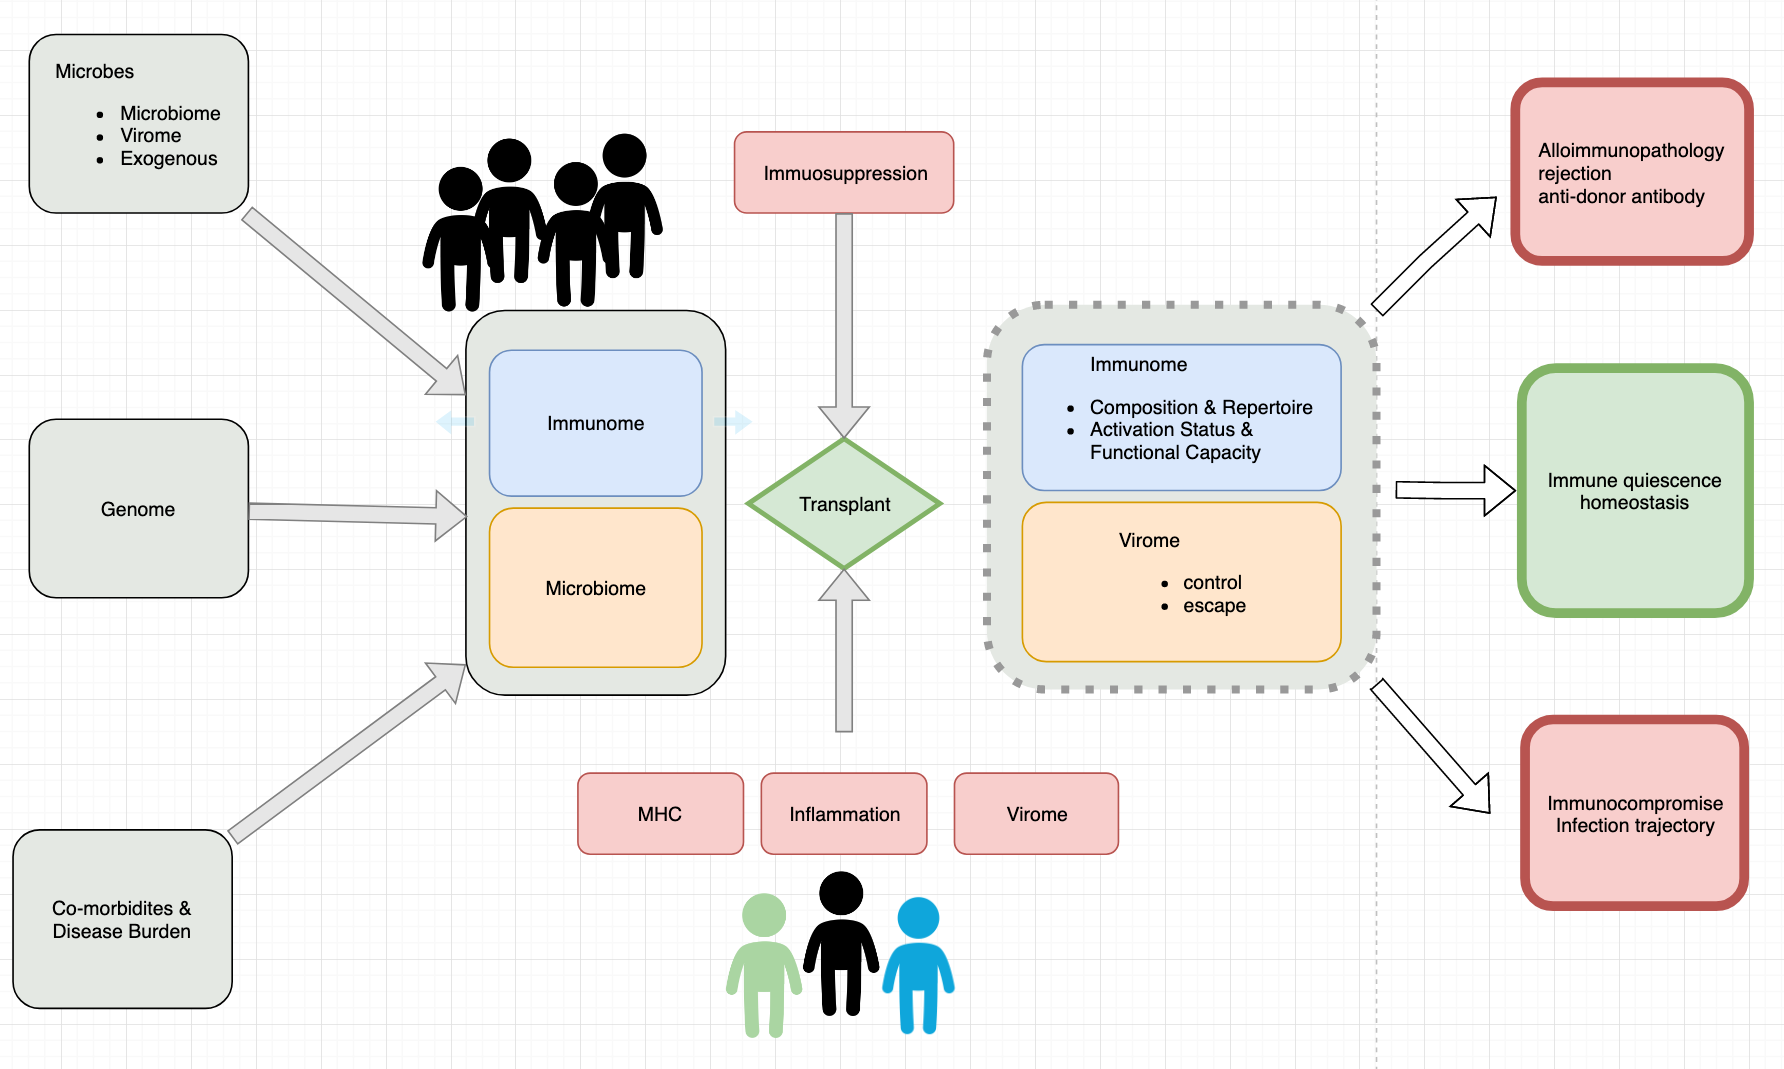 Microbes
• Microbiome
• Virome
• Exogenous
Genome
Co-morbidites &
Disease Burden
Immunome
Microbiome
Immuosuppression
Transplant
MHC
Inflammation
Virome
Immunome
• Composition & Repertoire
• Activation Status &
Functional Capacity
Virome
• control
• escape
Alloimmunopathology
rejection
anti-donor antibody
Immune quiescence
homeostasis
Immunocompromise
Infection trajectory